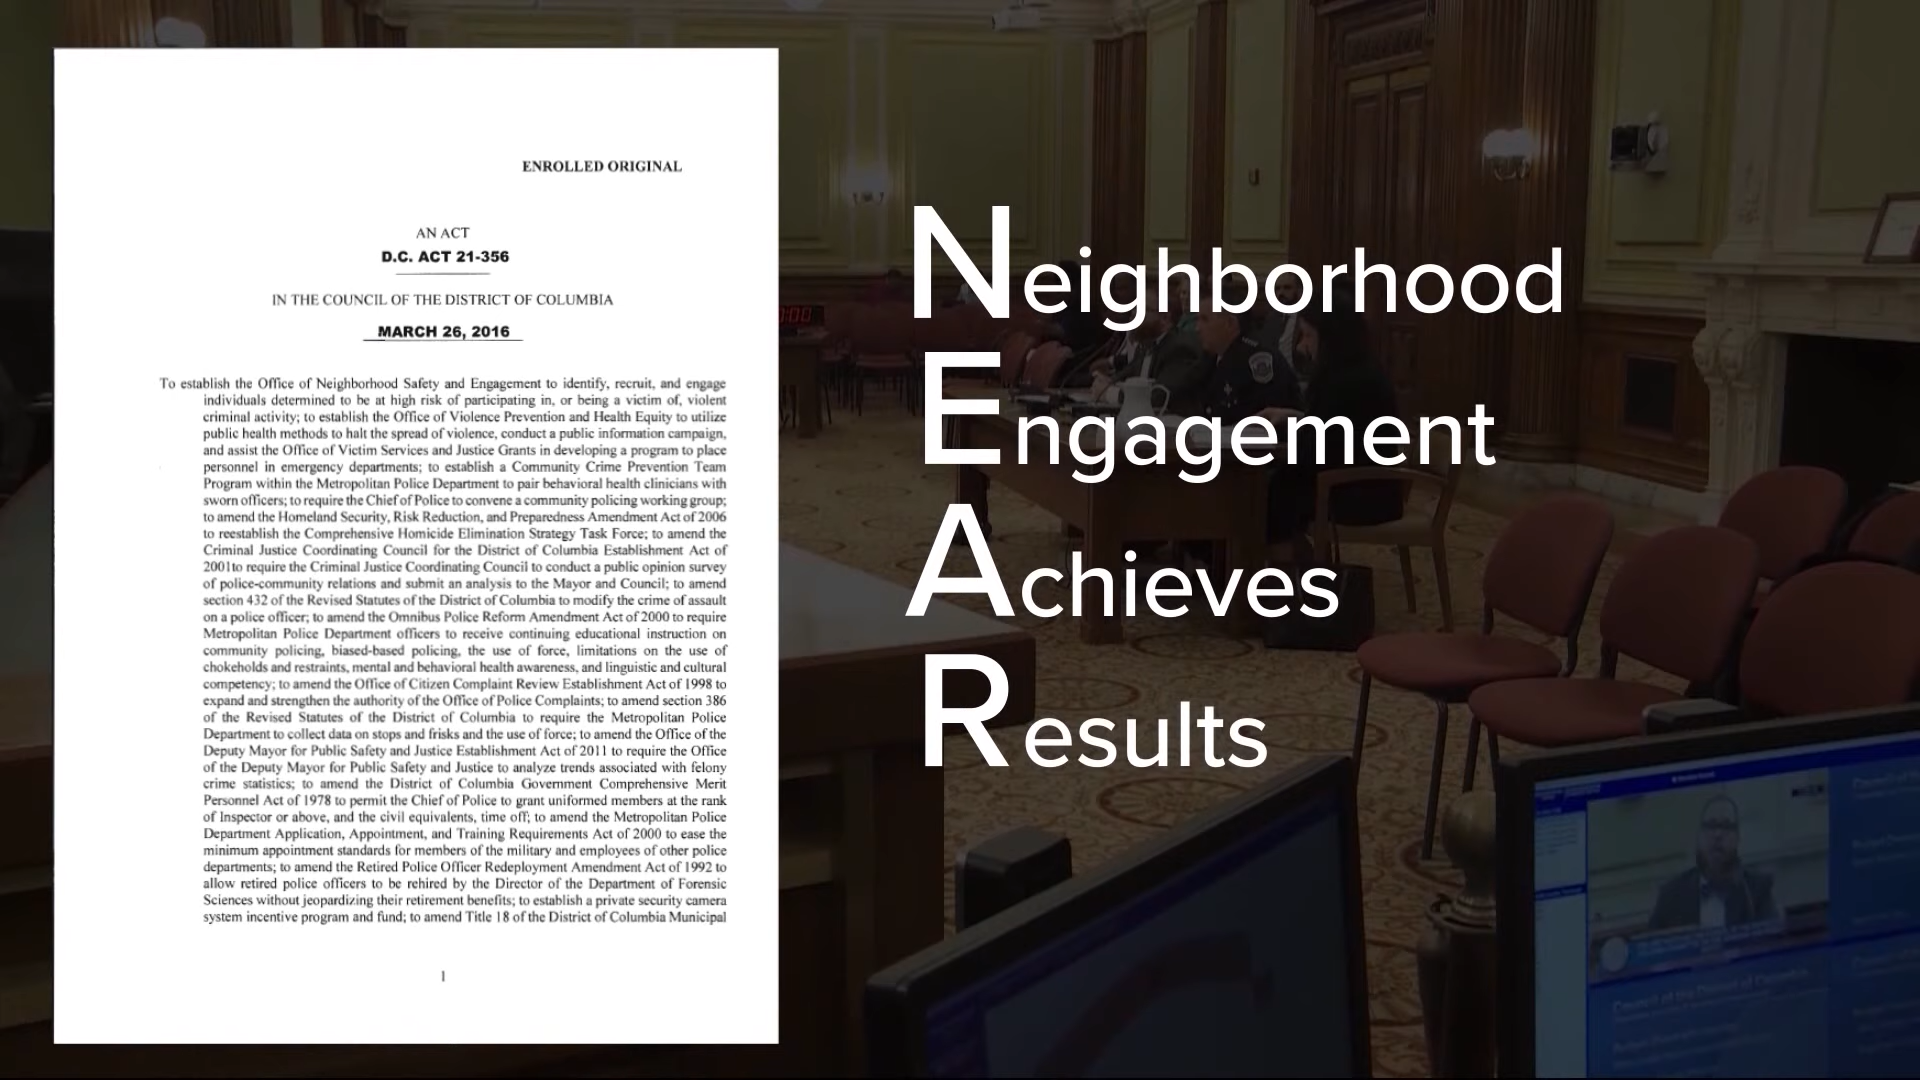 ENROLLED ORIGINAL
AN ACT
D.C. ACT 21-356
IN THE COUNCIL OF THE DISTRICT OF COLUMBIA
MARCH 26, 2016
To establish the Office of Neighborhood Safety and Engagement to identify, recruit, and engage
individuals determined to be at high risk of participating in, or being a victim of, violent
criminal activity; to establish the Office of Violence Prevention and Health Equity to utilize
public health methods to halt the spread of violence, conduct a public information campaign,
and assist the Office of Victim Services and Justice Grants in developing a program to place
personnel in emergency departments; to establish a Community Crime Prevention Team
Program within the Metropolitan Police Department to pair behavioral health clinicians with
sworn officers; to require the Chief of Police to convene a community policing working group;
to amend the Homeland Security, Risk Reduction, and Preparedness Amendment Act of 2006
to reestablish the Comprehensive Homicide Elimination Strategy Task Force; to amend the
Criminal Justice Coordinating Council for the District of Columbia Establishment Act of
2001to require the Criminal Justice Coordinating Council to conduct a public opinion survey
of police-community relations and submit an analysis to the Mayor and Council; to amend
section 432 of the Revised Statutes of the District of Columbia to modify the crime of assault
on a police officer; to amend the Omnibus Police Reform Amendment Act of 2000 to require
Metropolitan Police Department officers to receive continuing educational instruction on
community policing, biased-based policing, the use of force, limitations on the use of
chokeholds and restraints, mental and behavioral health awareness, and linguistic and cultural
competency; to amend the Office of Citizen Complaint Review Establishment Act of 1998 to
expand and strengthen the authority of the Office of Police Complaints; to amend section 386
of the Revised Statutes of the District of Columbia to require the Metropolitan Police
Department to collect data on stops and frisks and the use of force; to amend the Office of the
Deputy Mayor for Public Safety and Justice Establishment Act of 2011 to require the Office
of the Deputy Mayor for Public Safety and Justice to analyze trends associated with felony
crime statistics; to amend the District of Columbia Government Comprehensive Merit
Personnel Act of 1978 to permit the Chief of Police to grant uniformed members at the rank
of Inspector or above, and the civil equivalents, time off; to amend the Metropolitan Police
Department Application, Appointment, and Training Requirements Act of 2000 to ease the
minimum appointment standards for members of the military and employees of other police
departments; to amend the Retired Police Officer Redeployment Amendment Act of 1992 to
allow retired police officers to be rehired by the Director of the Department of Forensic
Sciences without jeopardizing their retirement benefits; to establish a private security camera
system incentive program and fund; to amend Title 18 of the District of Columbia Municipal
1
Neighborhood
Engagement
Achieves
Results